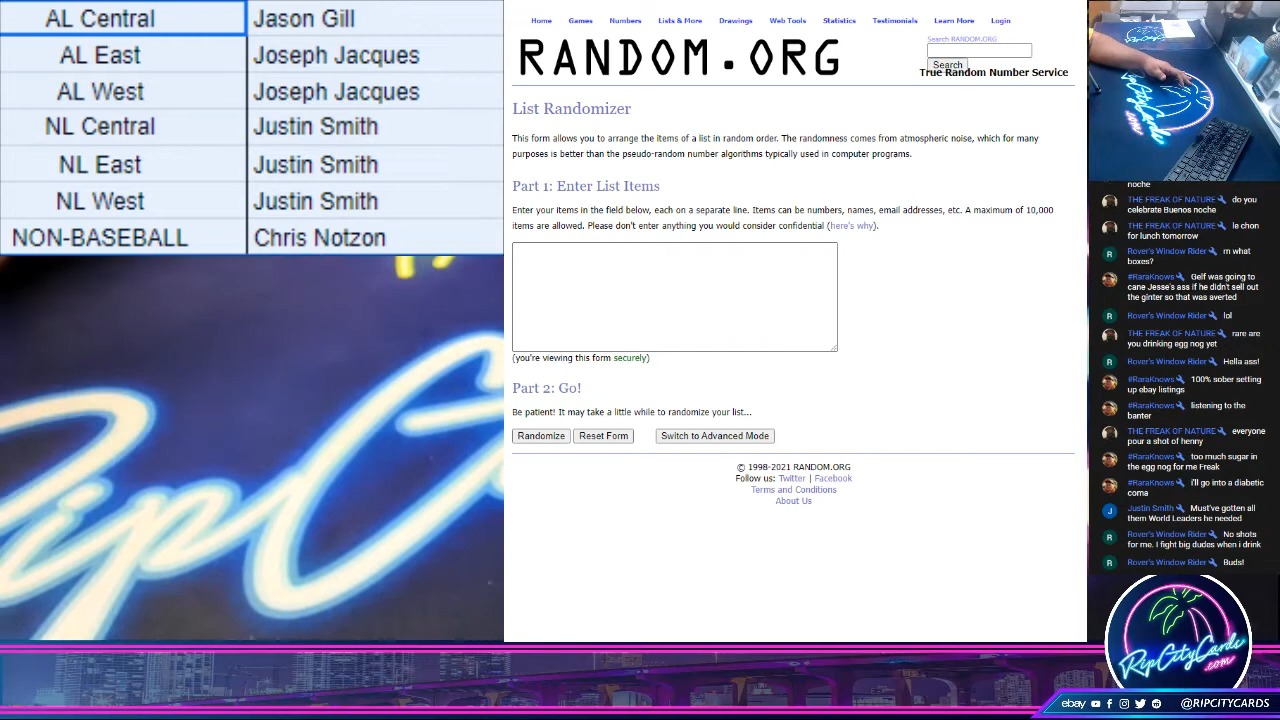 AL Central Jason Gill
AL East Joseph Jacques
AL West Joseph Jacques
NL Central Justin Smith
NL East Justin Smith
NL West Justin Smith
NON-BASEBALL Chris Notzon
Home Games Numbers Lists & More Drawings Web Tools Statistics Testimonials Learn More Login
RANDOM.ORG
Search RANDOM.ORG
Search
True Random Number Service
List Randomizer
This form allows you to arrange the items of a list in random order. The randomness comes from atmospheric noise, which for many
purposes is better than the pseudo-random number algorithms typically used in computer programs.
Part 1: Enter List Items
Enter your items in the field below, each on a separate line. Items can be numbers, names, email addresses, etc. A maximum of 10,000
items are allowed. Please don't enter anything you would consider confidential (here's why).
(you're viewing this form securely)
Part 2: Go!
Be patient! It may take a little while to randomize your list...
Randomize Reset Form Switch to Advanced Mode
© 1998-2021 RANDOM.ORG
Follow us: Twitter | Facebook
Terms and Conditions
About Us
noche
THE FREAK OF NATURE do you
celebrate Buenos noche
THE FREAK OF NATURE le chon
for lunch tomorrow
Rover's Window Rider rn what
boxes?
#RaraKnows Gelf was going to
cane Jesse's ass if he didn't sell out
the ginter so that was averted
Rover's Window Rider lol
THE FREAK OF NATURE rare are
you drinking egg nog yet
Rover's Window Rider Hella ass!
#RaraKnows 100% sober setting
up ebay listings
#RaraKnows listening to the
banter
THE FREAK OF NATURE everyone
pour a shot of henny
#RaraKnows too much sugar in
the egg nog for me Freak
#RaraKnows i'll go into a diabetic
coma
Justin Smith Must've gotten all
them World Leaders he needed
Rover's Window Rider No shots
for me. I fight big dudes when i drink
Rover's Window Rider Buds!
RipCityCards
.com
ebay @RIPCITYCARDS
RipC
RipCityCards
.com